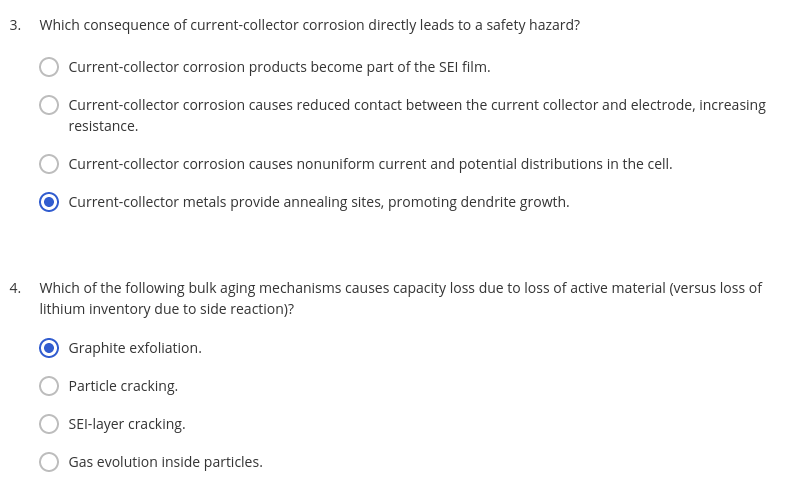 3. Which consequence of current-collector corrosion directly leads to a safety hazard?
Current-collector corrosion products become part of the SEI film.
Current-collector corrosion causes reduced contact between the current collector and electrode, increasing
resistance.
Current-collector corrosion causes nonuniform current and potential distributions in the cell.
Current-collector metals provide annealing sites, promoting dendrite growth.
4. Which of the following bulk aging mechanisms causes capacity loss due to loss of active material (versus loss of
lithium inventory due to side reaction)?
Graphite exfoliation.
Particle cracking.
SEI-layer cracking.
Gas evolution inside particles.